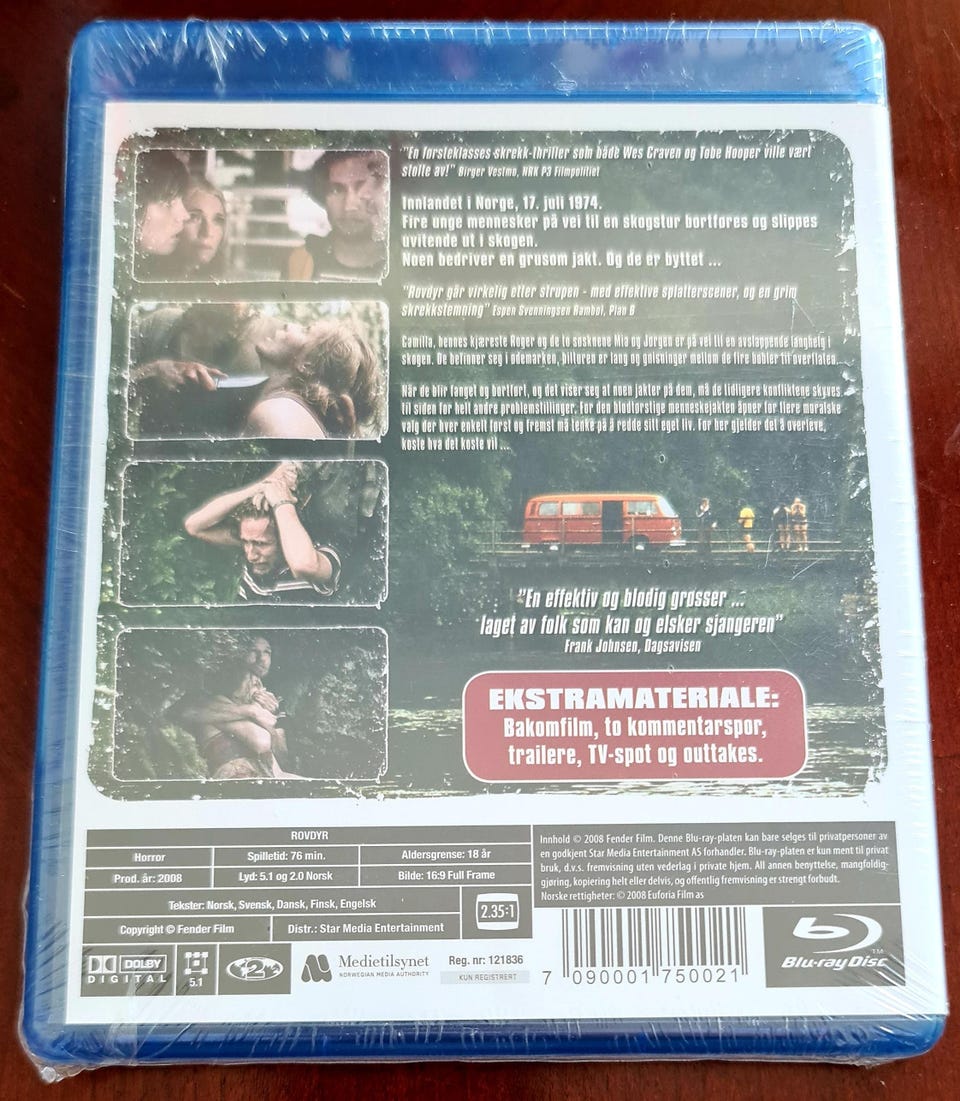 "En førsteklasses skrekk-thriller som både Wes Craven og Tobe Hooper ville vært
stolte av!" Birger Vestmo, NRK P3 Filmpolitiet
Innlandet i Norge, 17. juli 1974.
Fire unge mennesker på vei til en skogstur bortføres og slippes
uvitende ut i skogen.
Noen bedriver en grusom jakt. Og de er byttet ...
"Rovdyr går virkelig etter strupen - med effektive splatterscener, og en grim
skrekkstemning" Espen Svenningsen Rambøl, Plan B
Camilla, hennes kjæreste Roger og de to søsknene Mia og Jørgen er på vei til en avslappende langhelg i
skogen. De befinner seg i ødemarken, bilturen er lang og gnisninger mellom de fire bobler til overflaten.
Når de blir fanget og bortført, og det viser seg at noen jakter på dem, må de tidligere konfliktene skyves
til siden for helt andre problemstillinger. For den blodtørstige menneskejakten åpner for flere moralske
valg der hver enkelt først og fremst må tenke på å redde sitt eget liv. For her gjelder det å overleve,
koste hva det koste vil ...
"En effektiv og blodig grøsser ...
laget av folk som kan og elsker sjangeren"
Frank Johnsen, Dagsavisen
EKSTRAMATERIALE:
Bakomfilm, to kommentarspor,
trailere, TV-spot og outtakes.
ROVDYR
Horror Spilletid: 76 min. Aldersgrense: 18 år
Prod. år: 2008 Lyd: 5.1 og 2.0 Norsk Bilde: 16:9 Full Frame
Tekster: Norsk, Svensk, Dansk, Finsk, Engelsk
Copyright © Fender Film Distr.: Star Media Entertainment
2.35:1
Innhold © 2008 Fender Film. Denne Blu-ray-platen kan bare selges til privatpersoner av
en godkjent Star Media Entertainment AS forhandler. Blu-ray-platen er kun ment til privat
bruk, d.v.s. fremvisning uten vederlag i private hjem. All annen benyttelse, mangfoldig-
gjøring, kopiering helt eller delvis, og offentlig fremvisning er strengt forbudt.
Norske rettigheter: © 2008 Euforia Film as
DOLBY
DIGITAL
5.1
2
Medietilsynet
NORWEGIAN MEDIA AUTHORITY
Reg. nr: 121836
KUN REGISTRERT
7 090001 750021
Blu-ray Disc
TM